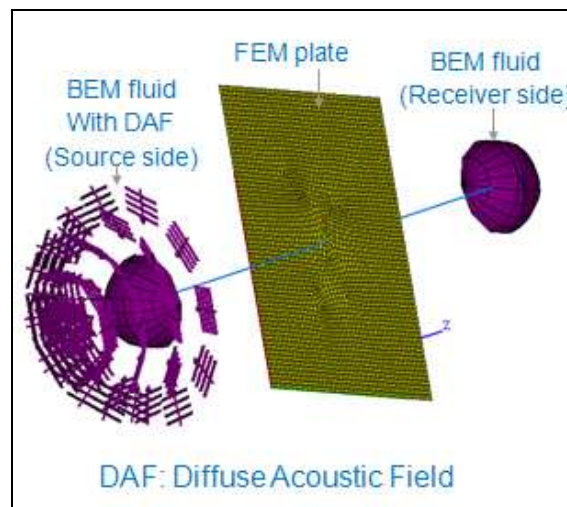 FEM plate
BEM fluid
With DAF
(Source side)
BEM fluid
(Receiver side)
z
DAF: Diffuse Acoustic Field